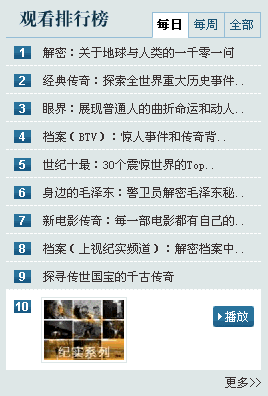 观看排行榜 每日 每周 全部
1 解密：关于地球与人类的一千零一问
2 经典传奇：探索全世界重大历史事件..
3 眼界：展现普通人的曲折命运和动人..
4 档案（BTV）：惊人事件和传奇背..
5 世纪十最：30个震惊世界的Top..
6 身边的毛泽东：警卫员解密毛泽东秘..
7 新电影传奇：每一部电影都有自己的..
8 档案（上视纪实频道）：解密档案中..
9 探寻传世国宝的千古传奇
10 纪实系列 播放
更多>>